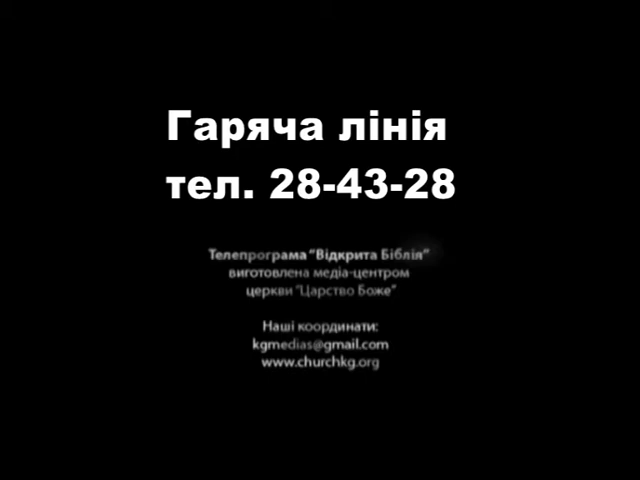 Гаряча лінія
тел. 28-43-28
Телепрограма "Відкрита Біблія"
виготовлена медіа-центром
церкви "Царство Боже"
Наші координати:
kgmedias@gmail.com
www.churchkg.org